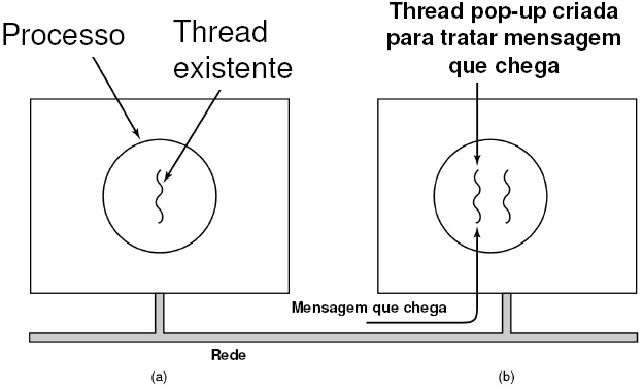 Processo
Thread
existente
Thread pop-up criada
para tratar mensagem
que chega
Mensagem que chega
Rede
(a)
(b)